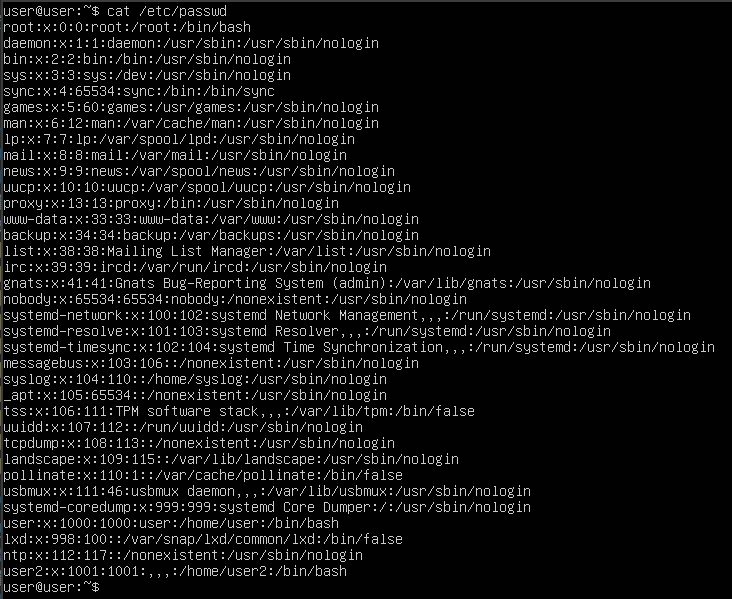 user@user:~$ cat /etc/passwd
root:x:0:0:root:/root:/bin/bash
daemon:x:1:1:daemon:/usr/sbin:/usr/sbin/nologin
bin:x:2:2:bin:/bin:/usr/sbin/nologin
sys:x:3:3:sys:/dev:/usr/sbin/nologin
sync:x:4:65534:sync:/bin:/bin/sync
games:x:5:60:games:/usr/games:/usr/sbin/nologin
man:x:6:12:man:/var/cache/man:/usr/sbin/nologin
lp:x:7:7:lp:/var/spool/lpd:/usr/sbin/nologin
mail:x:8:8:mail:/var/mail:/usr/sbin/nologin
news:x:9:9:news:/var/spool/news:/usr/sbin/nologin
uucp:x:10:10:uucp:/var/spool/uucp:/usr/sbin/nologin
proxy:x:13:13:proxy:/bin:/usr/sbin/nologin
www-data:x:33:33:www-data:/var/www:/usr/sbin/nologin
backup:x:34:34:backup:/var/backups:/usr/sbin/nologin
list:x:38:38:Mailing List Manager:/var/list:/usr/sbin/nologin
irc:x:39:39:ircd:/var/run/ircd:/usr/sbin/nologin
gnats:x:41:41:Gnats Bug-Reporting System (admin):/var/lib/gnats:/usr/sbin/nologin
nobody:x:65534:65534:nobody:/nonexistent:/usr/sbin/nologin
systemd-network:x:100:102:systemd Network Management,,,:/run/systemd:/usr/sbin/nologin
systemd-resolve:x:101:103:systemd Resolver,,,:/run/systemd:/usr/sbin/nologin
systemd-timesync:x:102:104:systemd Time Synchronization,,,:/run/systemd:/usr/sbin/nologin
messagebus:x:103:106::/nonexistent:/usr/sbin/nologin
syslog:x:104:110::/home/syslog:/usr/sbin/nologin
_apt:x:105:65534::/nonexistent:/usr/sbin/nologin
tss:x:106:111:TPM software stack,,,:/var/lib/tpm:/bin/false
uuidd:x:107:112::/run/uuidd:/usr/sbin/nologin
tcpdump:x:108:113::/nonexistent:/usr/sbin/nologin
landscape:x:109:115::/var/lib/landscape:/usr/sbin/nologin
pollinate:x:110:1::/var/cache/pollinate:/bin/false
usbmux:x:111:46:usbmux daemon,,,:/var/lib/usbmux:/usr/sbin/nologin
systemd-coredump:x:999:999:systemd Core Dumper:/:/usr/sbin/nologin
user:x:1000:1000:user:/home/user:/bin/bash
lxd:x:998:100::/var/snap/lxd/common/lxd:/bin/false
ntp:x:112:117::/nonexistent:/usr/sbin/nologin
user2:x:1001:1001:,,,:/home/user2:/bin/bash
user@user:~$